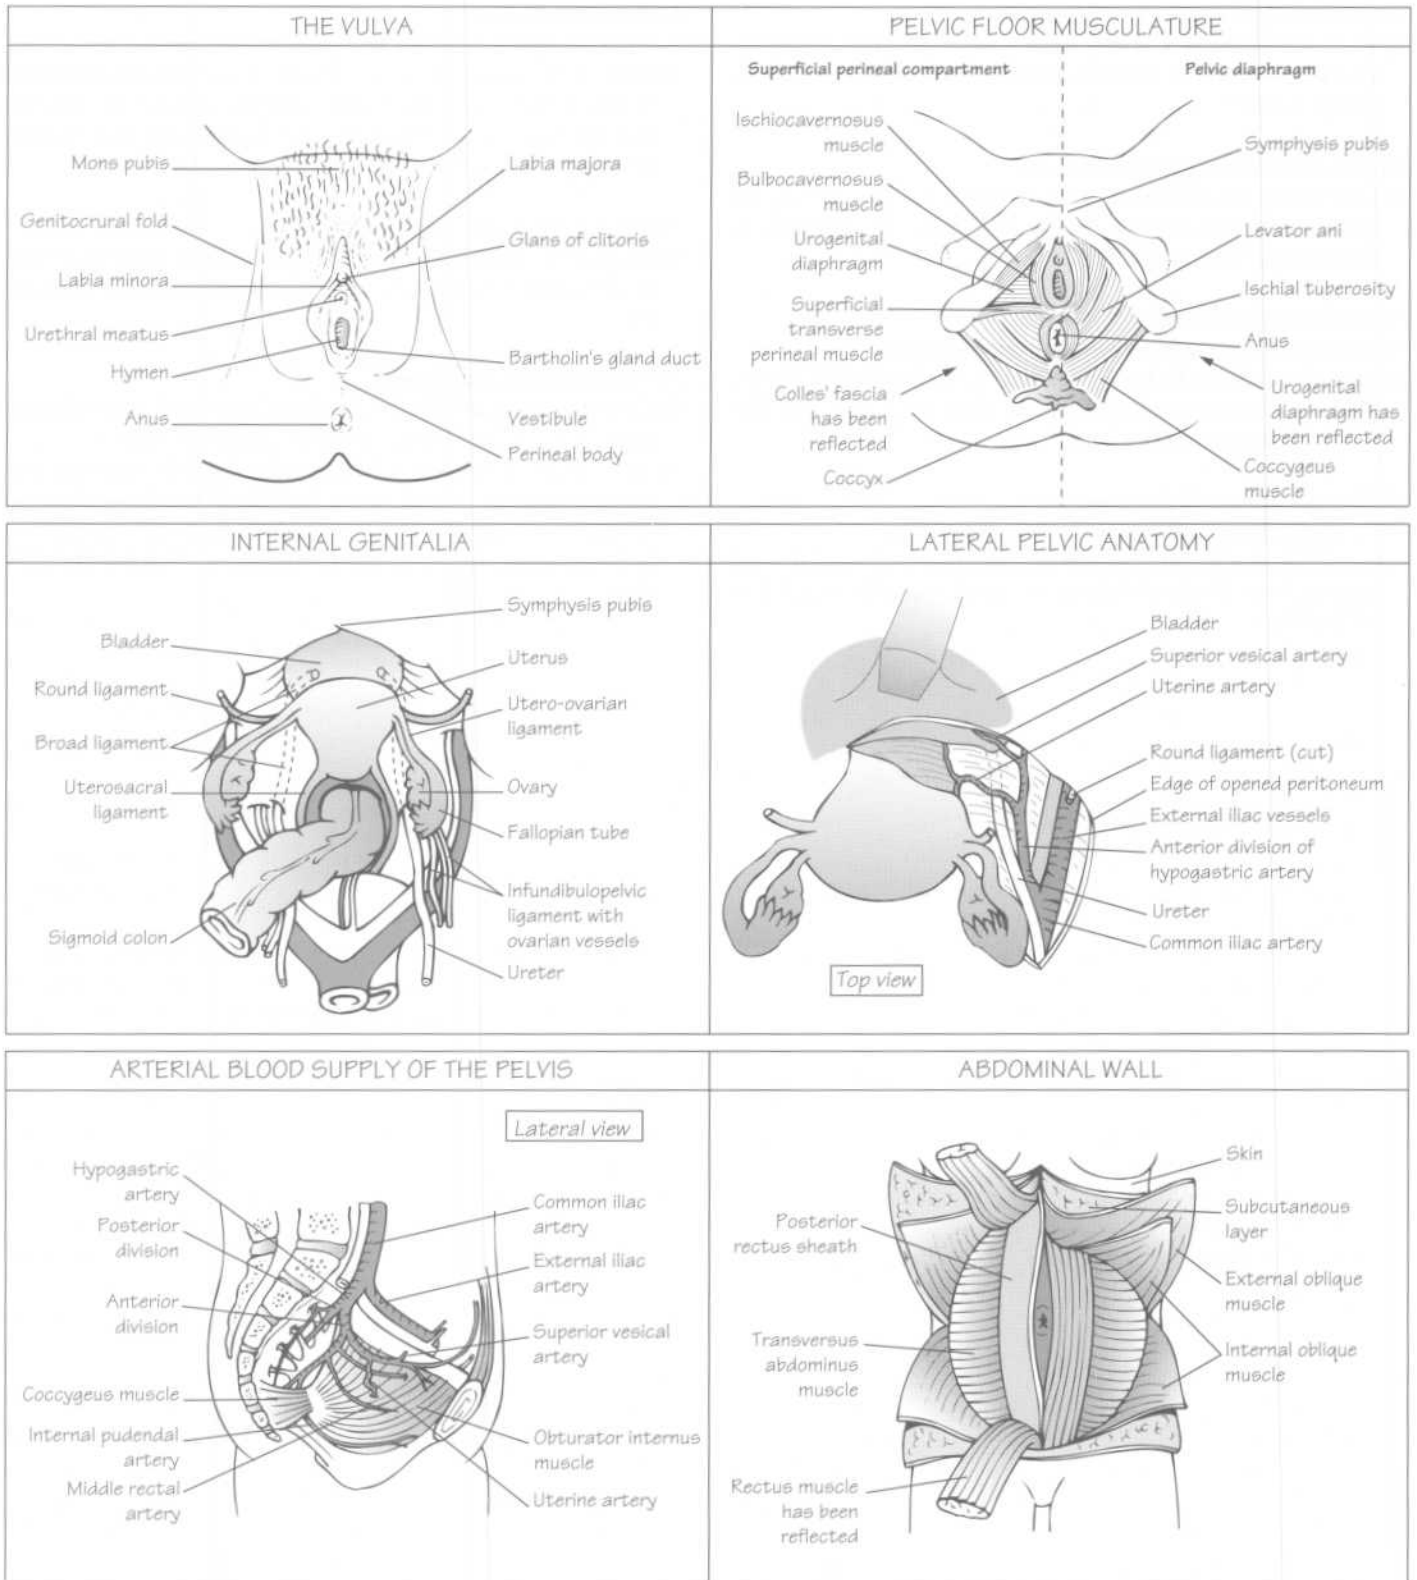 THE VULVA
Mons pubis
Genitocrural fold
Labia minora
Urethral meatus
Hymen
Anus
Labia majora
Glans of clitoris
Bartholin's gland duct
Vestibule
Perineal body
PELVIC FLOOR MUSCULATURE
Superficial perineal compartment
Pelvic diaphragm
Ischiocavernosus
muscle
Bulbocavernosus
muscle
Urogenital
diaphragm
Superficial
transverse
perineal muscle
Colles' fascia
has been
reflected
Coccyx
Symphysis pubis
Levator ani
Ischial tuberosity
Anus
Urogenital
diaphragm has
been reflected
Coccygeus
muscle
INTERNAL GENITALIA
Bladder
Round ligament
Broad ligament
Uterosacral
ligament
Sigmoid colon
Symphysis pubis
Uterus
Utero-ovarian
ligament
Ovary
Fallopian tube
Infundibulopelvic
ligament with
ovarian vessels
Ureter
LATERAL PELVIC ANATOMY
Bladder
Superior vesical artery
Uterine artery
Round ligament (cut)
Edge of opened peritoneum
External iliac vessels
Anterior division of
hypogastric artery
Ureter
Common iliac artery
Top view
ARTERIAL BLOOD SUPPLY OF THE PELVIS
Lateral view
Hypogastric
artery
Posterior
division
Anterior
division
Coccygeus muscle
Internal pudendal
artery
Middle rectal
artery
Common iliac
artery
External iliac
artery
Superior vesical
artery
Obturator internus
muscle
Uterine artery
ABDOMINAL WALL
Posterior
rectus sheath
Transversus
abdominus
muscle
Rectus muscle
has been
reflected
Skin
Subcutaneous
layer
External oblique
muscle
Internal oblique
muscle